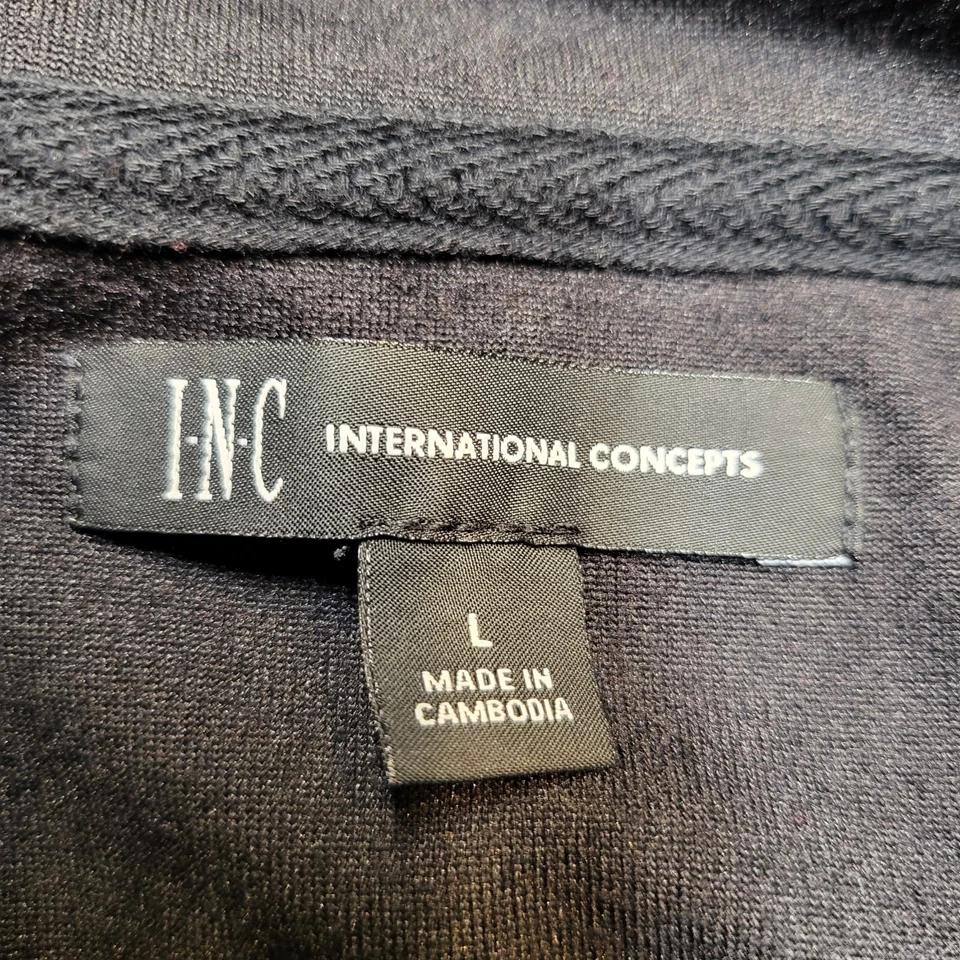 I·N·C INTERNATIONAL CONCEPTS
L
MADE IN
CAMBODIA